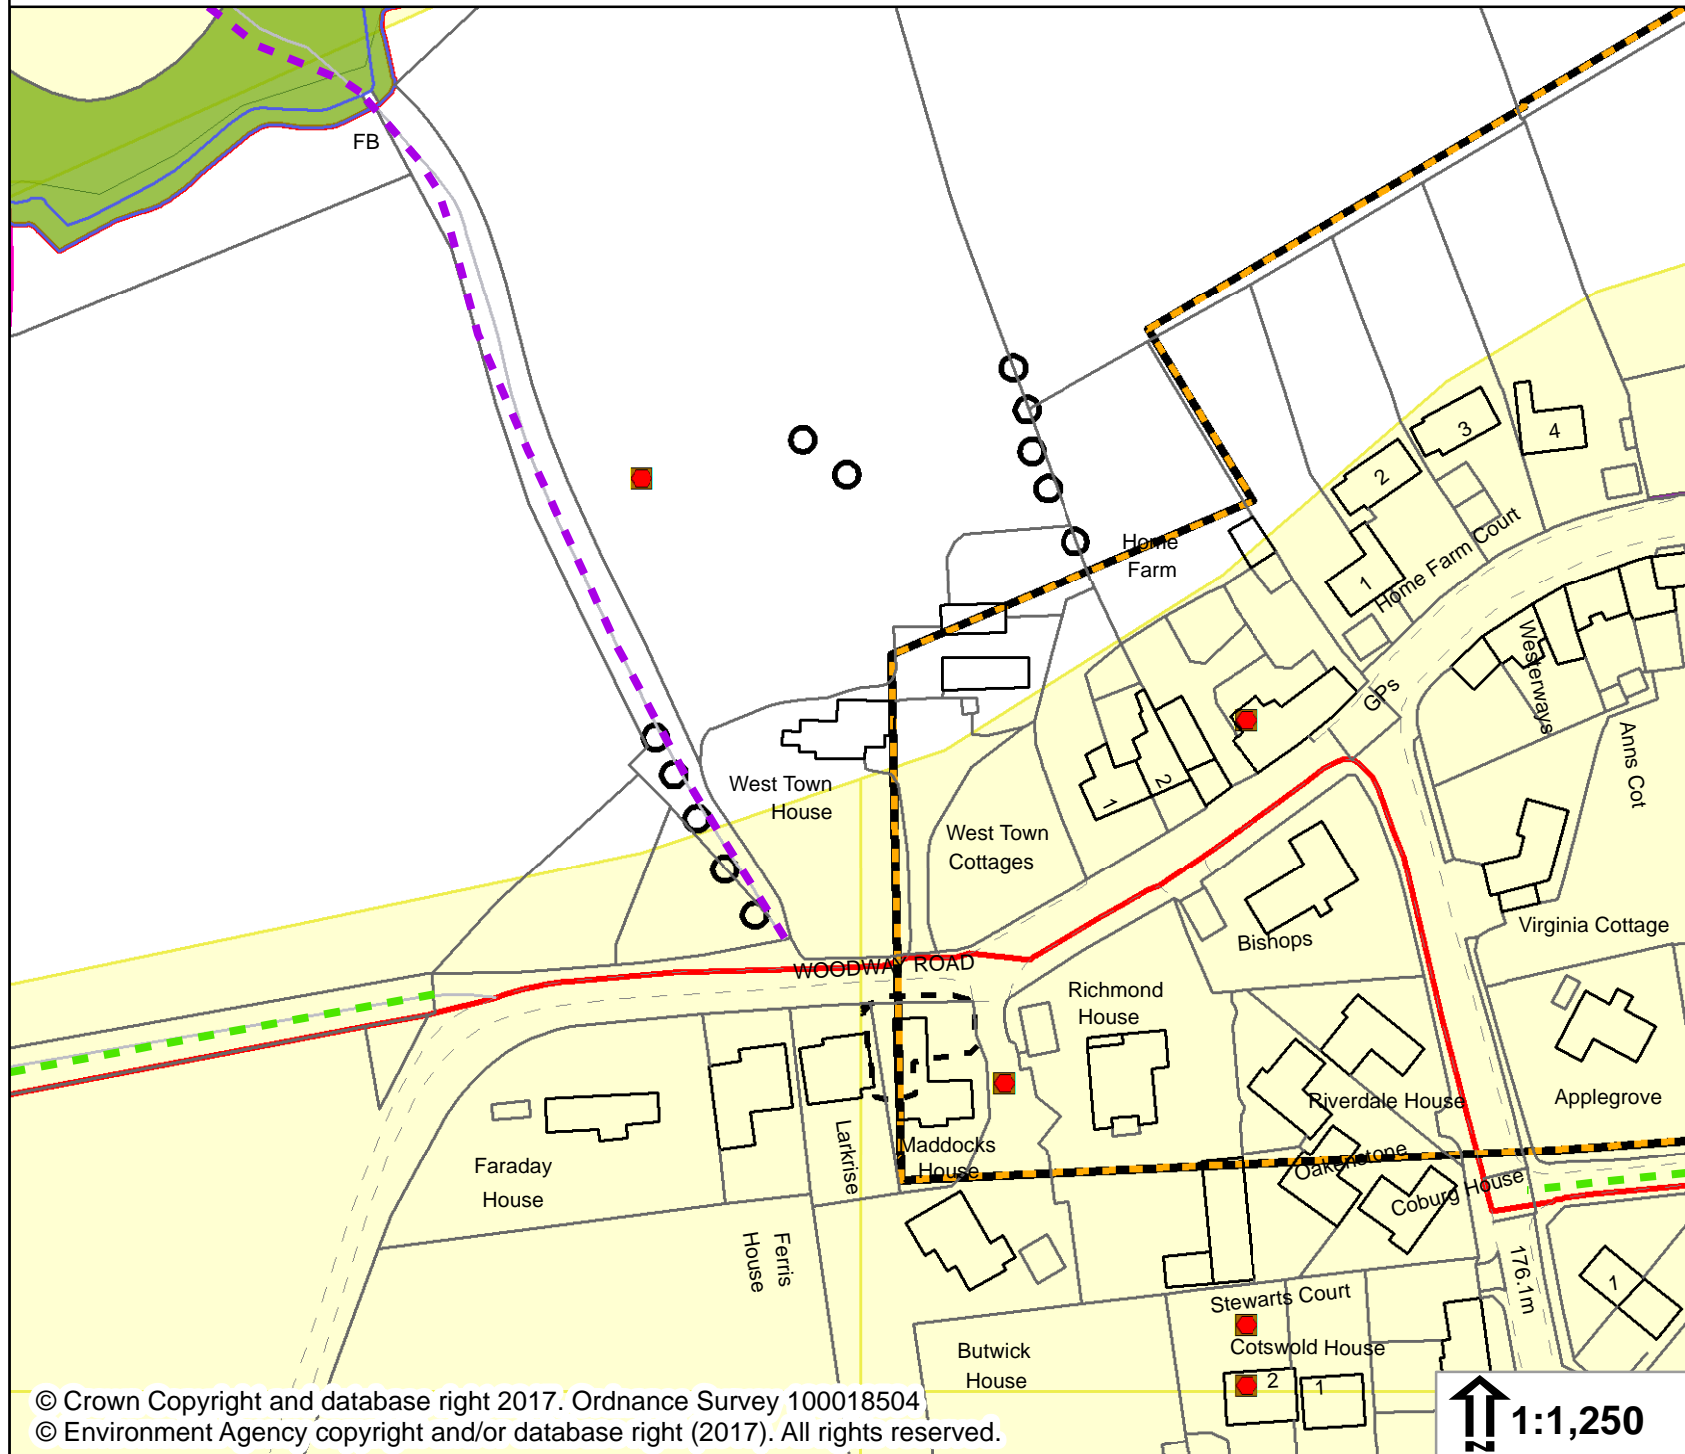 FB
3
4
2
Home Farm Court
Home
Farm
1
Westerways
GPs
Anns Cot
West Town
House
1
2
West Town
Cottages
Bishops
Virginia Cottage
WOODWAY ROAD
Richmond
House
Riverdale House
Applegrove
Larkrise
Maddocks
House
Oakenstone
Faraday
House
Coburg House
Ferris
House
176.1m
1
Stewarts Court
Cotswold House
Butwick
House
2
1
© Crown Copyright and database right 2017. Ordnance Survey 100018504
© Environment Agency copyright and/or database right (2017). All rights reserved.
1:1,250
N